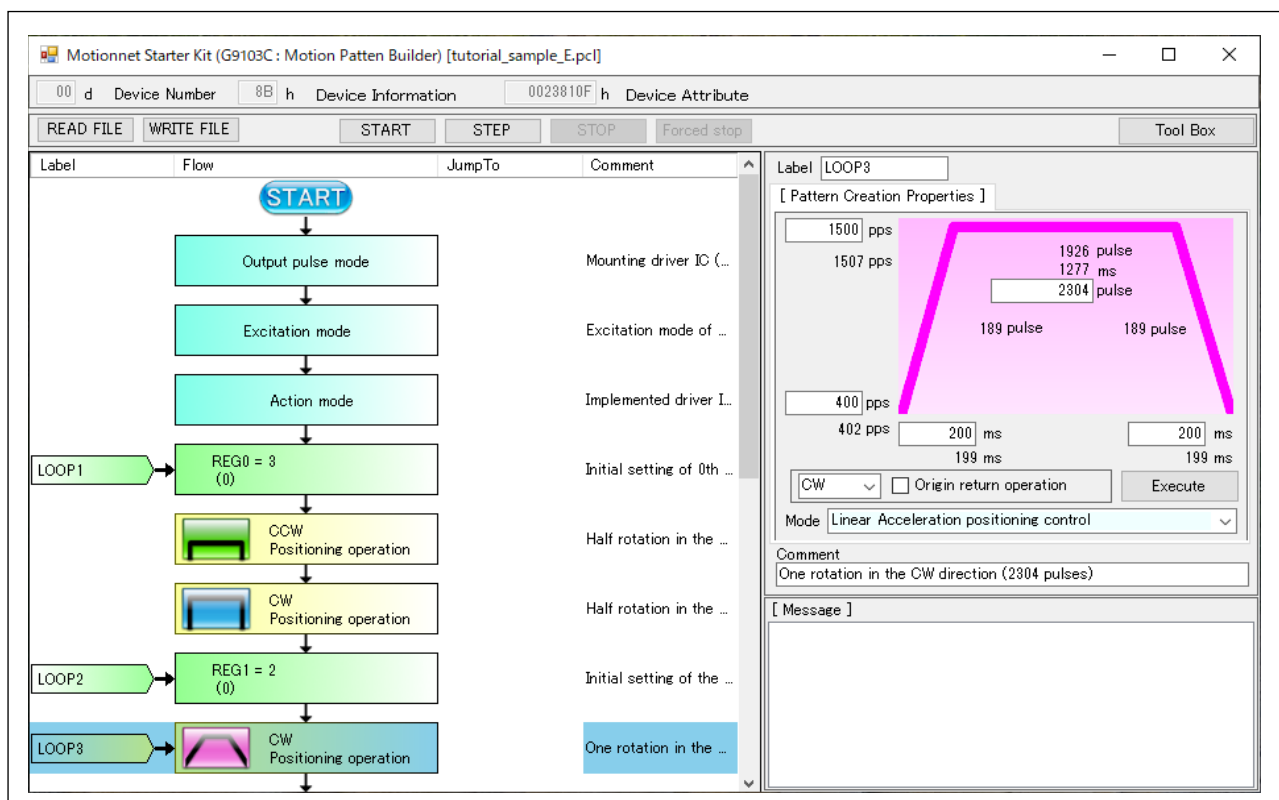 Motionnet Starter Kit (G9103C : Motion Patten Builder) [tutorial_sample_E.pcl]
00 d Device Number 8B h Device Information 0023810F h Device Attribute
READ FILE WRITE FILE START STEP STOP Forced stop Tool Box
Label Flow JumpTo Comment
START
Output pulse mode Mounting driver IC (...
Excitation mode Excitation mode of ...
Action mode Implemented driver I...
LOOP1 REG0 = 3 Initial setting of 0th ...
(0)
CCW
Positioning operation Half rotation in the ...
CW
Positioning operation Half rotation in the ...
LOOP2 REG1 = 2 Initial setting of the ...
(0)
LOOP3 CW One rotation in the ...
Positioning operation
Label LOOP3
[ Pattern Creation Properties ]
1500 pps
1507 pps
1926 pulse
1277 ms
2304 pulse
189 pulse 189 pulse
400 pps
402 pps
200 ms 200 ms
199 ms 199 ms
CW Origin return operation Execute
Mode Linear Acceleration positioning control
Comment
One rotation in the CW direction (2304 pulses)
[ Message ]